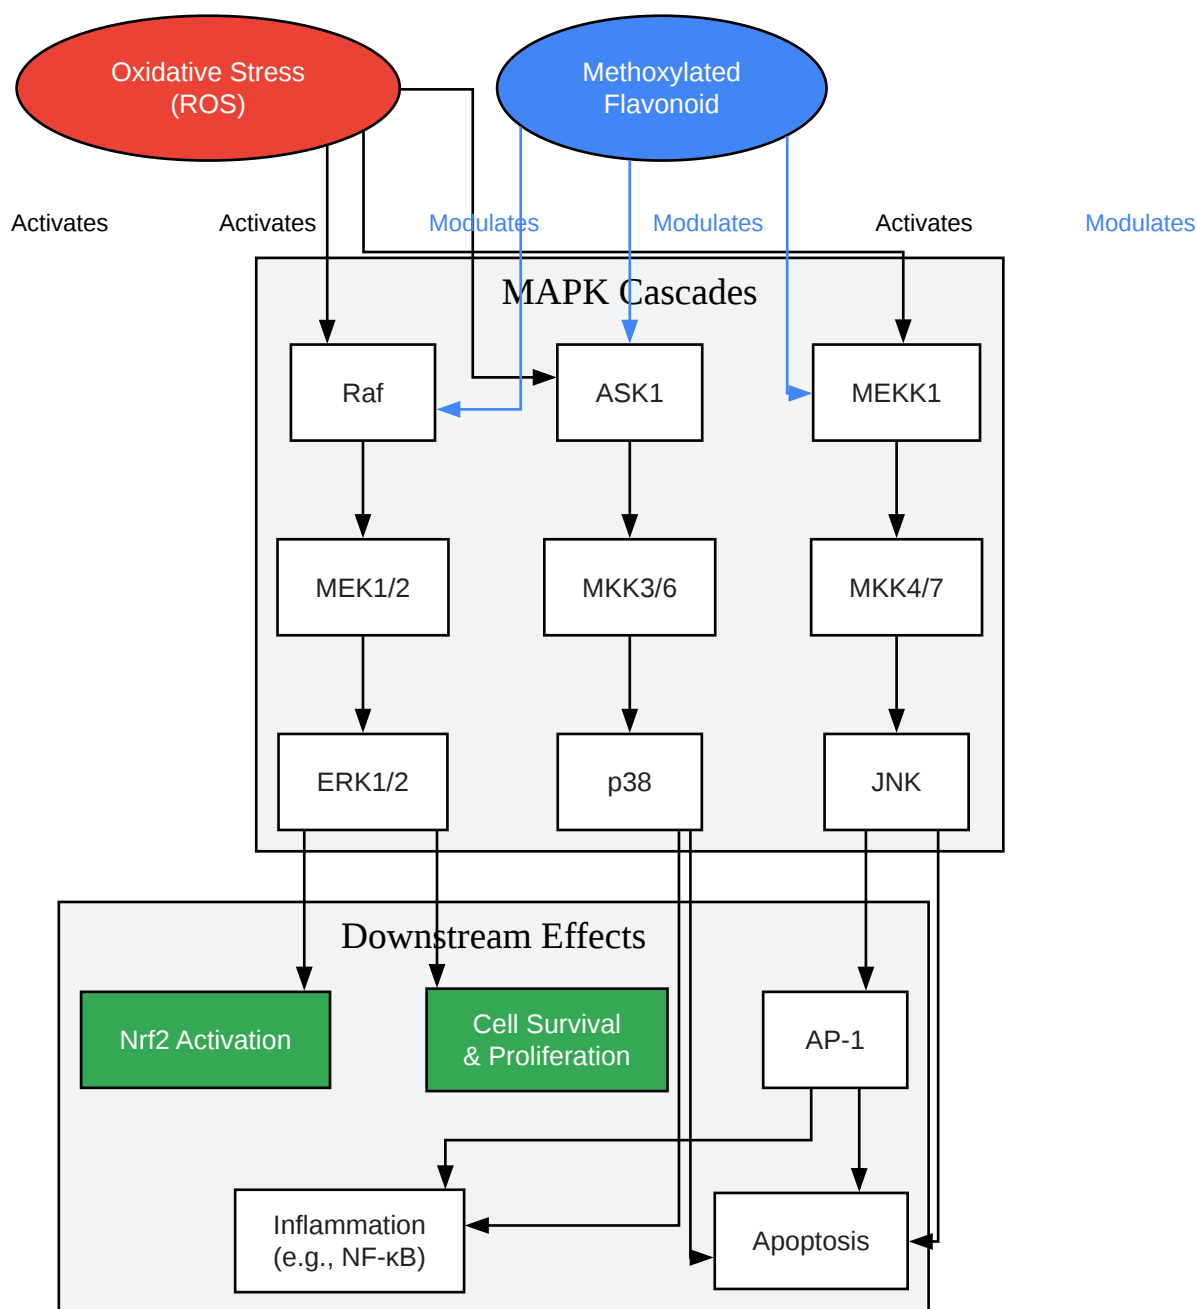 Oxidative Stress
(ROS)
Methoxylated
Flavonoid
Activates
Activates
Modulates
Modulates
Activates
Modulates
MAPK Cascades
Raf
ASK1
MEKK1
MEK1/2
MKK3/6
MKK4/7
ERK1/2
p38
JNK
Downstream Effects
Nrf2 Activation
Cell Survival
& Proliferation
AP-1
Inflammation
(e.g., NF-κB)
Apoptosis